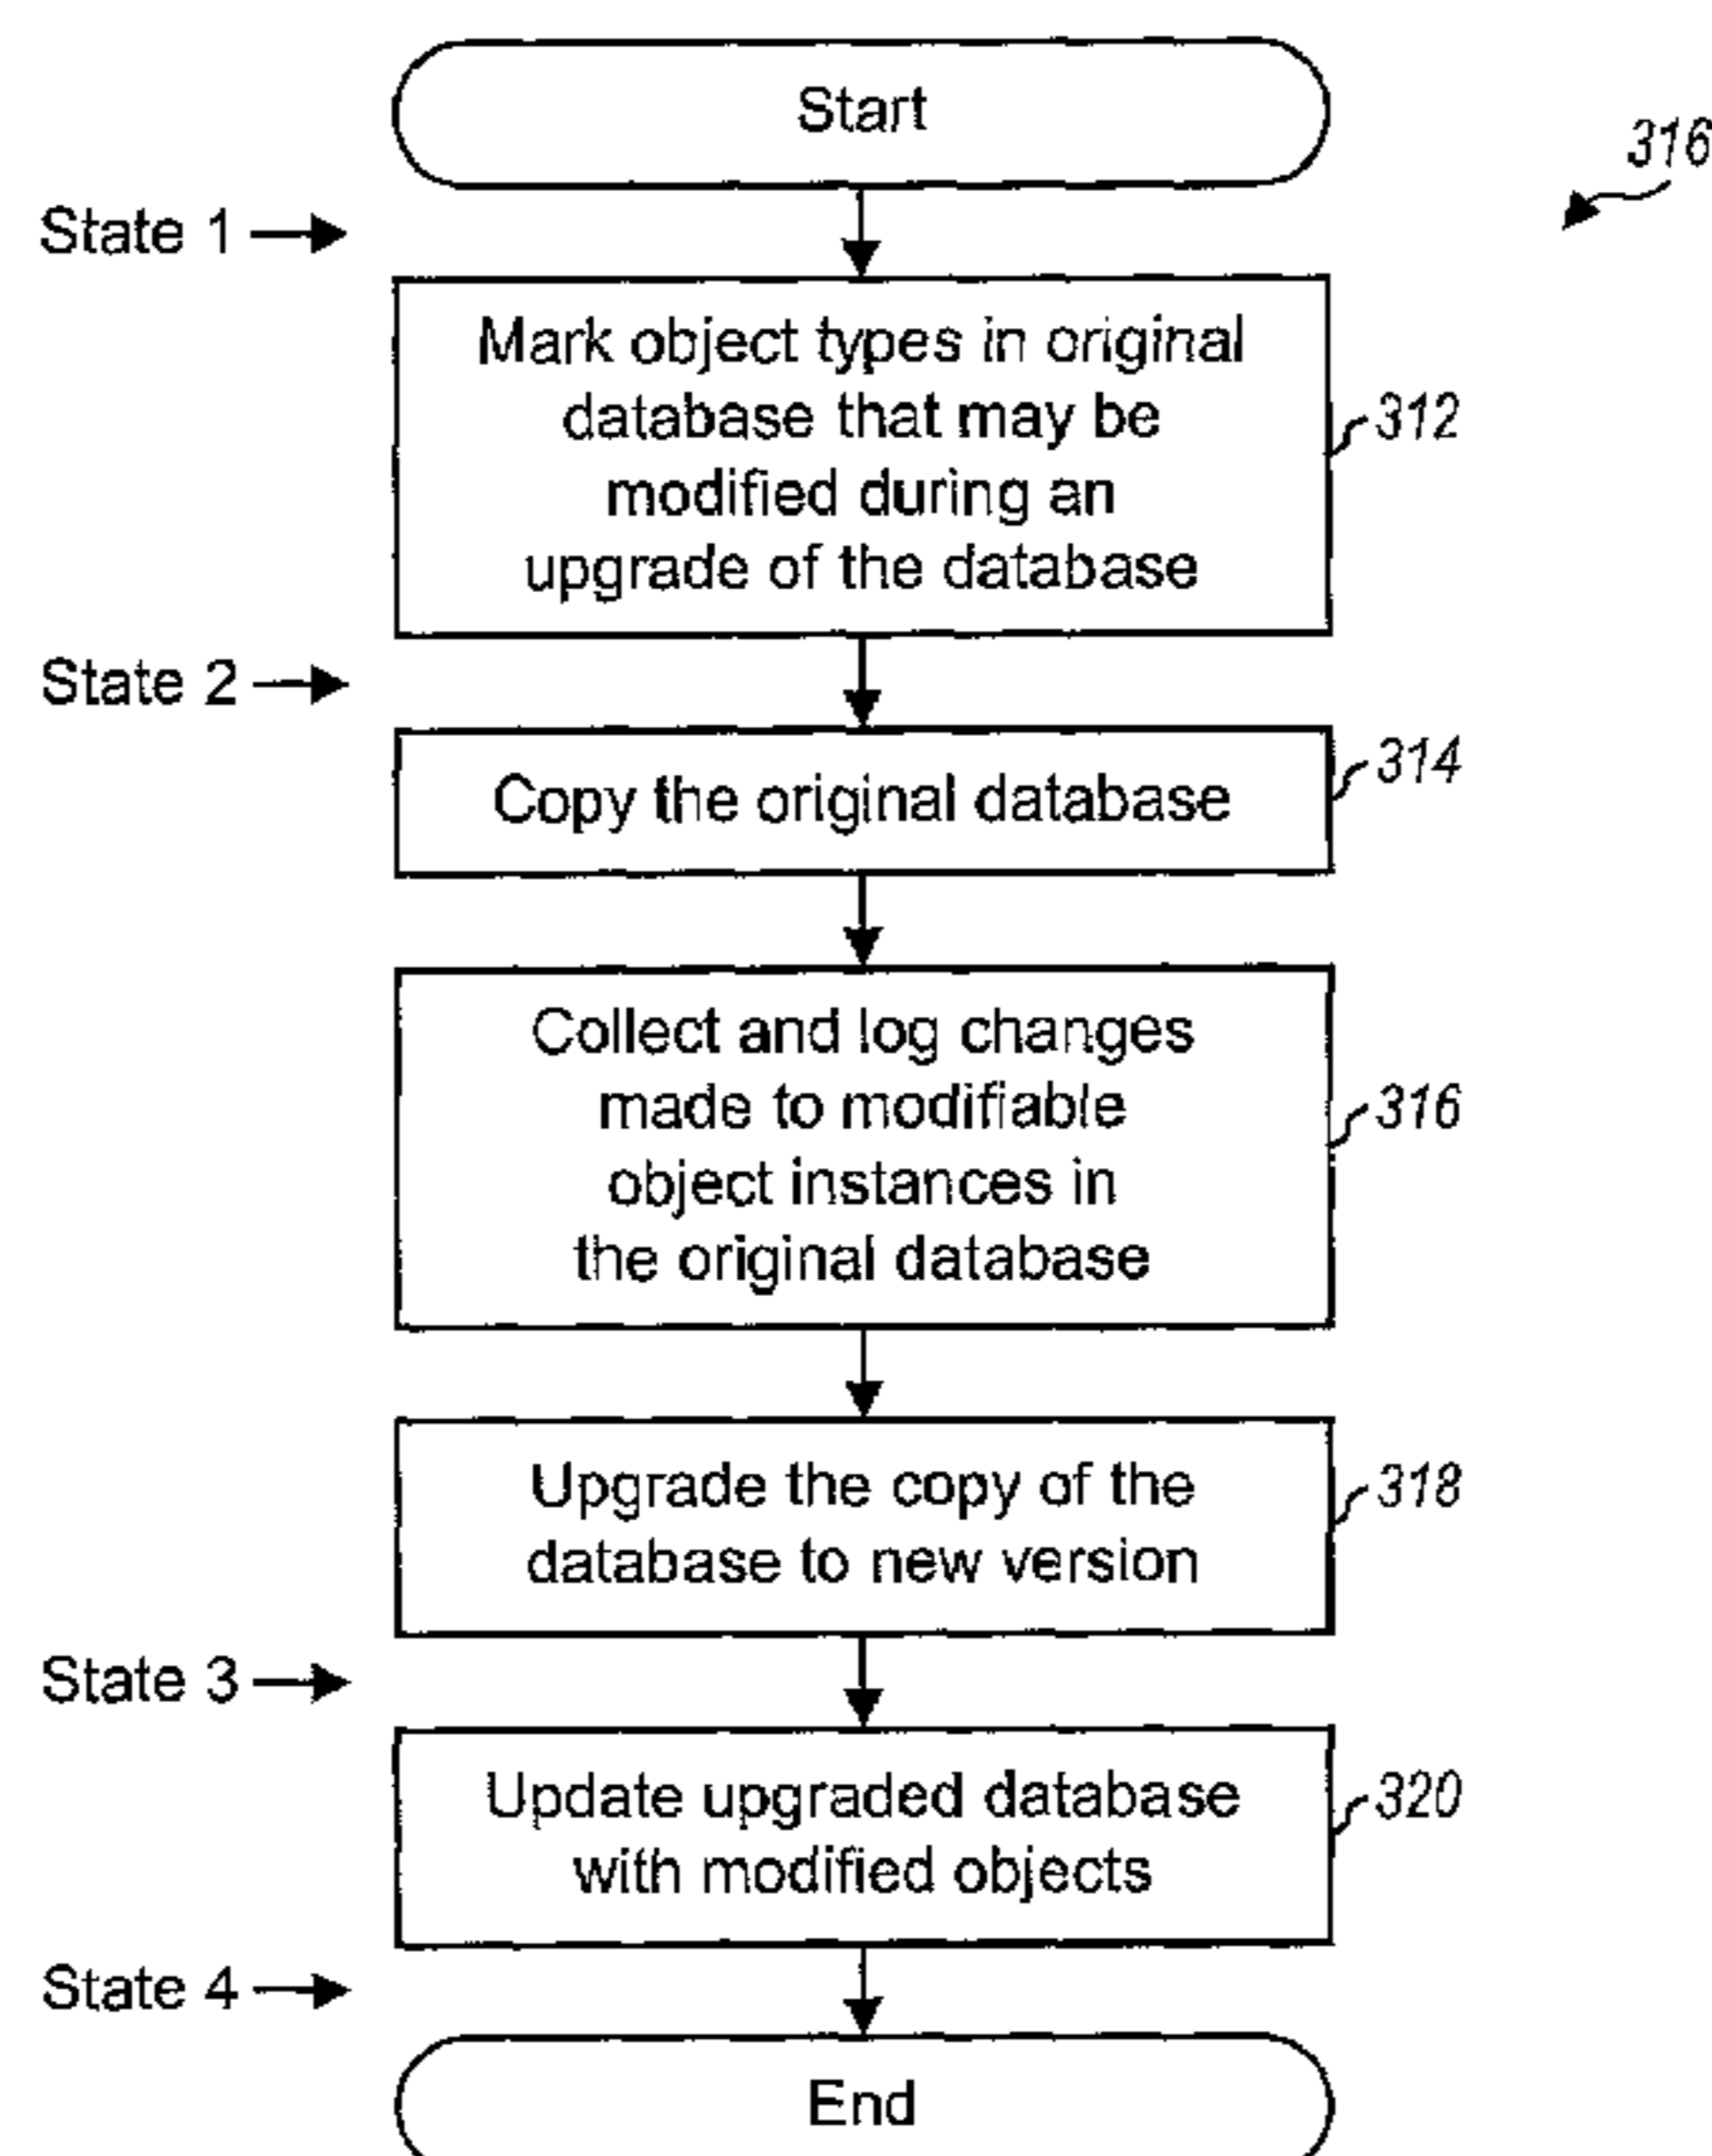 Start
316
State 1
Mark object types in original
database that may be
modified during an
upgrade of the database
312
State 2
Copy the original database
314
Collect and log changes
made to modifiable
object instances in
the original database
316
Upgrade the copy of the
database to new version
318
State 3
Update upgraded database
with modified objects
320
State 4
End